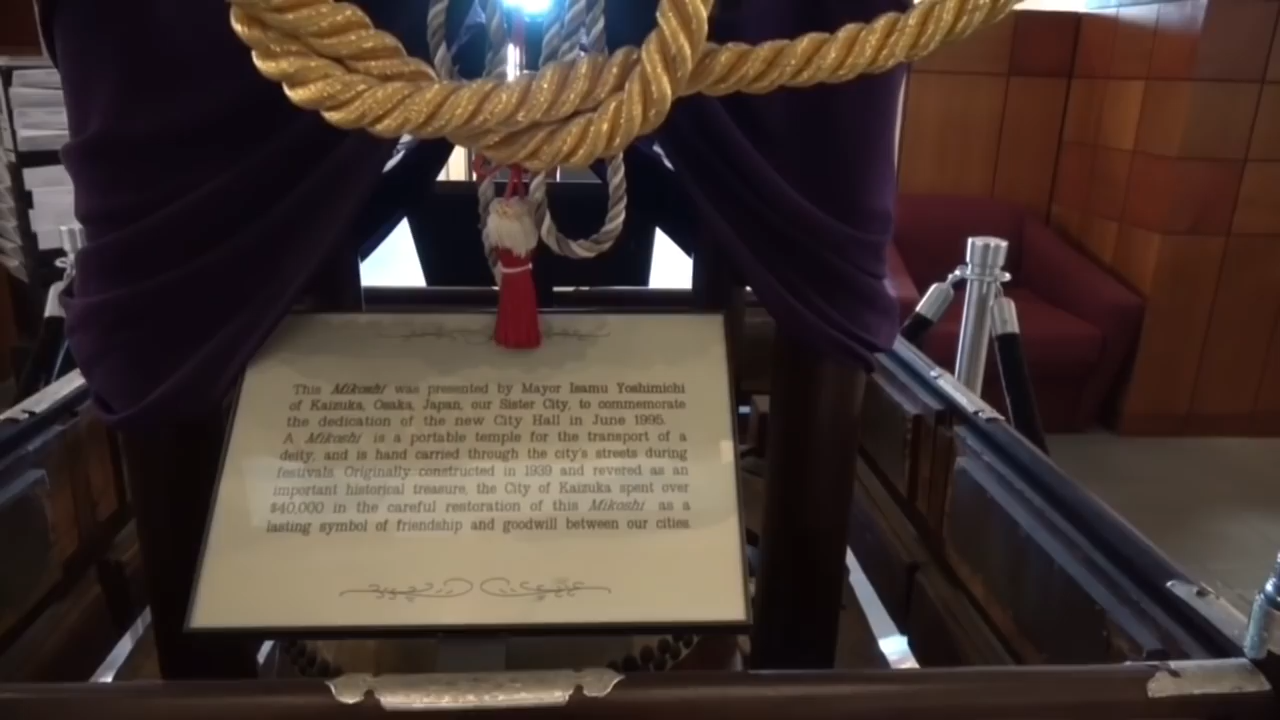 This Mikoshi was presented by Mayor Isamu Yoshimichi
of Kaizuka, Osaka, Japan, our Sister City, to commemorate
the dedication of the new City Hall in June 1995.
A Mikoshi is a portable temple for the transport of a
deity, and is hand carried through the city's streets during
festivals. Originally constructed in 1939 and revered as an
important historical treasure, the City of Kaizuka spent over
$40,000 in the careful restoration of this Mikoshi as a
lasting symbol of friendship and goodwill between our cities.